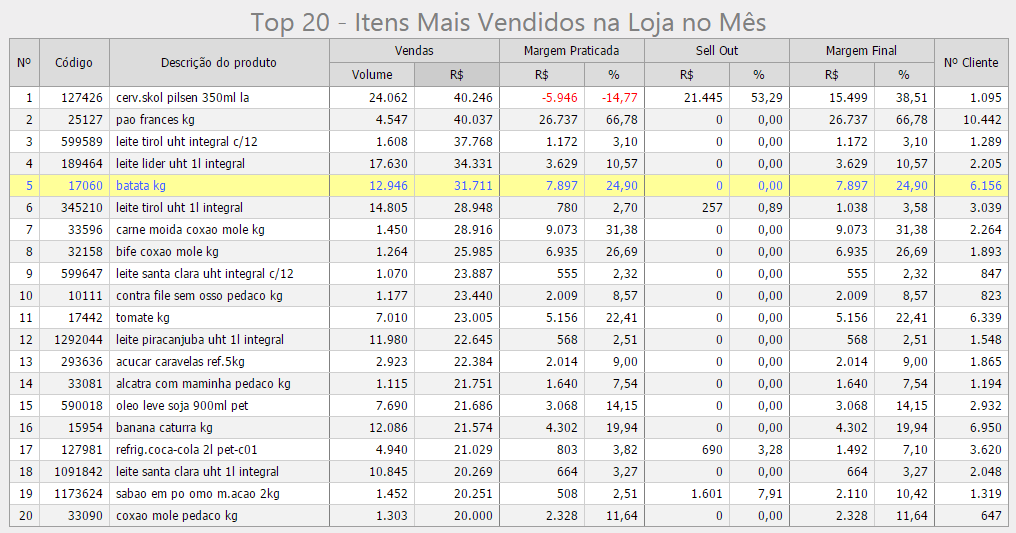 Top 20 - Itens Mais Vendidos na Loja no Mês
Nº Código Descrição do produto Vendas Margem Praticada Sell Out Margem Final Nº Cliente
Volume R$ R$ % R$ % R$ %
1 127426 cerv.skol pilsen 350ml la 24.062 40.246 -5.946 -14,77 21.445 53,29 15.499 38,51 1.095
2 25127 pao frances kg 4.547 40.037 26.737 66,78 0 0,00 26.737 66,78 10.442
3 599589 leite tirol uht integral c/12 1.608 37.768 1.172 3,10 0 0,00 1.172 3,10 1.289
4 189464 leite lider uht 1l integral 17.630 34.331 3.629 10,57 0 0,00 3.629 10,57 2.205
5 17060 batata kg 12.946 31.711 7.897 24,90 0 0,00 7.897 24,90 6.156
6 345210 leite tirol uht 1l integral 14.805 28.948 780 2,70 257 0,89 1.038 3,58 3.039
7 33596 carne moida coxao mole kg 1.450 28.916 9.073 31,38 0 0,00 9.073 31,38 2.264
8 32158 bife coxao mole kg 1.264 25.985 6.935 26,69 0 0,00 6.935 26,69 1.893
9 599647 leite santa clara uht integral c/12 1.070 23.887 555 2,32 0 0,00 555 2,32 847
10 10111 contra file sem osso pedaco kg 1.177 23.440 2.009 8,57 0 0,00 2.009 8,57 823
11 17442 tomate kg 7.010 23.005 5.156 22,41 0 0,00 5.156 22,41 6.339
12 1292044 leite piracanjuba uht 1l integral 11.980 22.645 568 2,51 0 0,00 568 2,51 1.548
13 293636 acucar caravelas ref.5kg 2.923 22.384 2.014 9,00 0 0,00 2.014 9,00 1.865
14 33081 alcatra com maminha pedaco kg 1.115 21.751 1.640 7,54 0 0,00 1.640 7,54 1.194
15 590018 oleo leve soja 900ml pet 7.690 21.686 3.068 14,15 0 0,00 3.068 14,15 2.932
16 15954 banana caturra kg 12.086 21.574 4.302 19,94 0 0,00 4.302 19,94 6.950
17 127981 refrig.coca-cola 2l pet-c01 4.940 21.029 803 3,82 690 3,28 1.492 7,10 3.620
18 1091842 leite santa clara uht 1l integral 10.845 20.269 664 3,27 0 0,00 664 3,27 2.048
19 1173624 sabao em po omo m.acao 2kg 1.452 20.251 508 2,51 1.601 7,91 2.110 10,42 1.319
20 33090 coxao mole pedaco kg 1.303 20.000 2.328 11,64 0 0,00 2.328 11,64 647